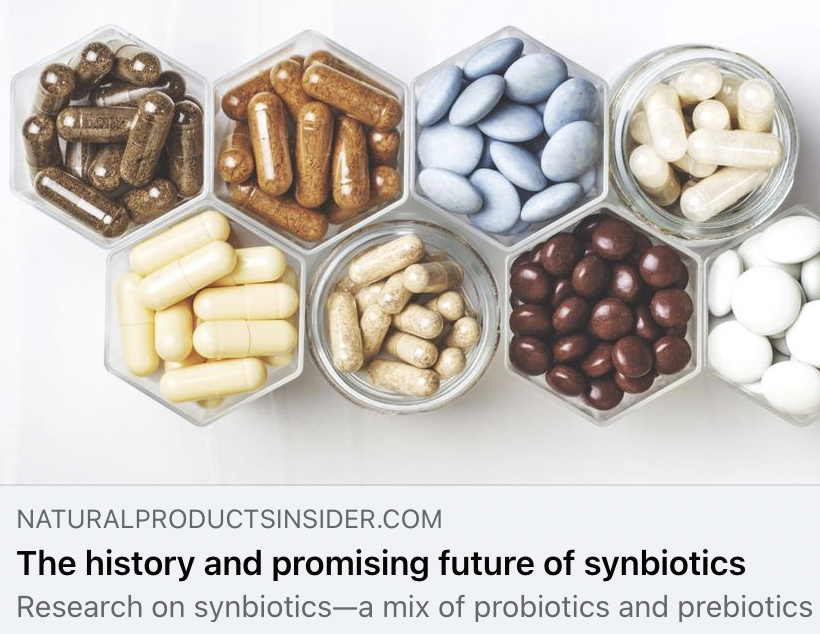 NATURALPRODUCTSINSIDER.COM
The history and promising future of synbiotics
Research on synbiotics—a mix of probiotics and prebiotics